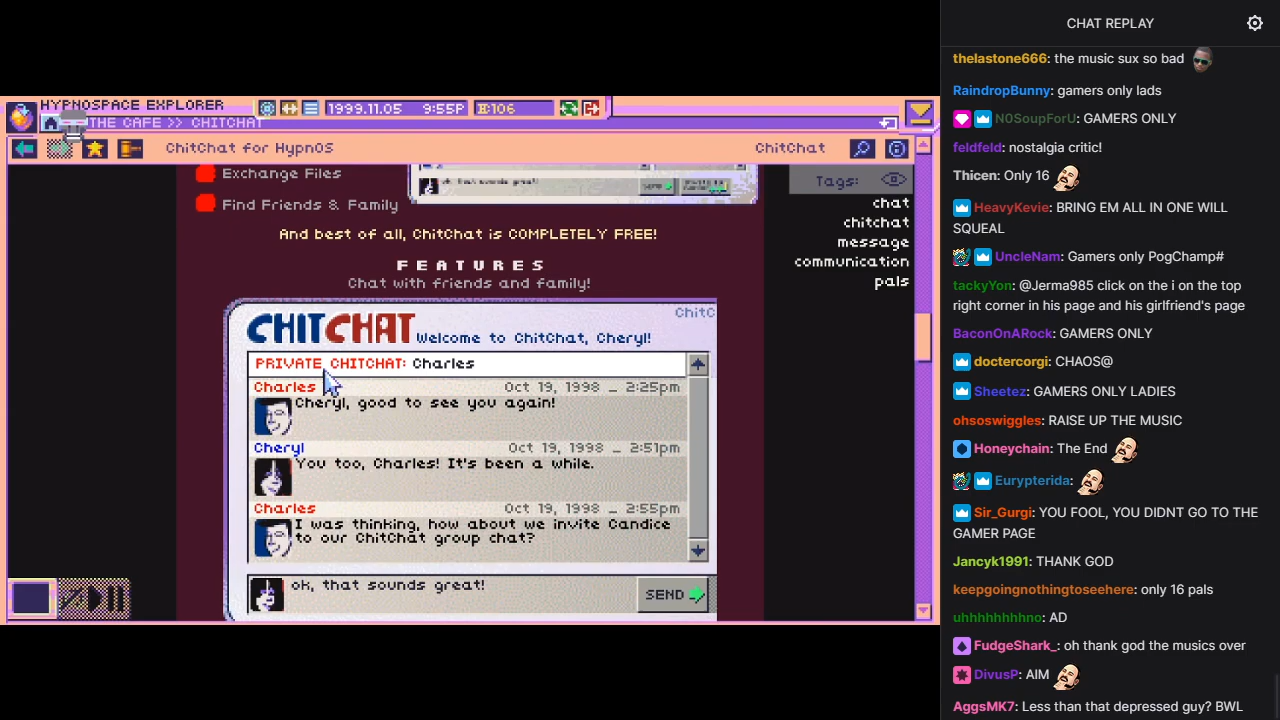 HYPNOSPACE EXPLORER
1999.11.05 9:55P
106
THE CAFE >> CHITCHAT
ChitChat for HypnOS
ChitChat
Exchange Files
Find Friends & Family
And best of all, ChitChat is COMPLETELY FREE!
FEATURES
Chat with friends and family!
ChitC
CHITCHAT Welcome to ChitChat, Cheryl!
PRIVATE CHITCHAT: Charles
Charles Oct 19, 1998 _ 2:25pm
Cheryl, good to see you again!
Cheryl Oct 19, 1998 _ 2:51pm
You too, Charles! It's been a while.
Charles Oct 19, 1998 _ 2:55pm
I was thinking, how about we invite Candice
to our ChitChat group chat?
ok, that sounds great!
SEND
Tags:
chat
chitchat
message
communication
pals
CHAT REPLAY
thelastone666: the music sux so bad
RaindropBunny: gamers only lads
N0SoupForU: GAMERS ONLY
feldfeld: nostalgia critic!
Thicen: Only 16
HeavyKevie: BRING EM ALL IN ONE WILL
SQUEAL
UncleNam: Gamers only PogChamp#
tackyYon: @Jerma985 click on the i on the top
right corner in his page and his girlfriend's page
BaconOnARock: GAMERS ONLY
doctercorgi: CHAOS@
Sheetez: GAMERS ONLY LADIES
ohsoswiggles: RAISE UP THE MUSIC
Honeychain: The End
Eurypterida:
Sir_Gurgi: YOU FOOL, YOU DIDNT GO TO THE
GAMER PAGE
Jancyk1991: THANK GOD
keepgoingnothingtoseehere: only 16 pals
uhhhhhhhhno: AD
FudgeShark_: oh thank god the musics over
DivusP: AIM
AggsMK7: Less than that depressed guy? BWL